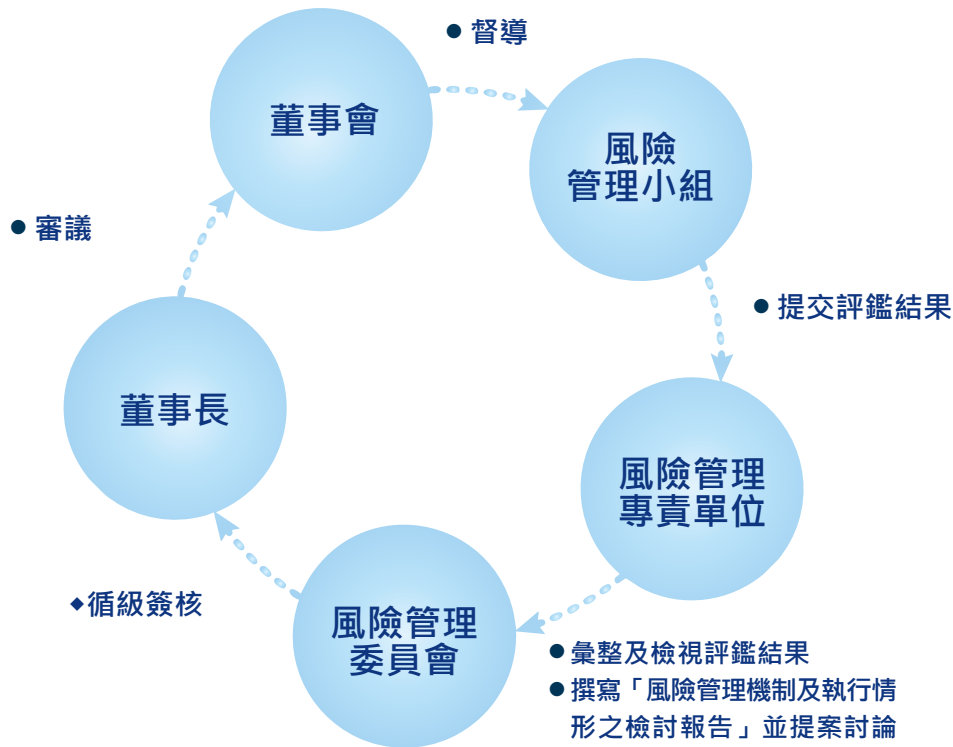 ● 督導
董事會
風險
管理小組
● 審議
● 提交評鑑結果
董事長
風險管理
專責單位
◆循級簽核
風險管理
委員會
● 彙整及檢視評鑑結果
● 撰寫「風險管理機制及執行情
形之檢討報告」並提案討論